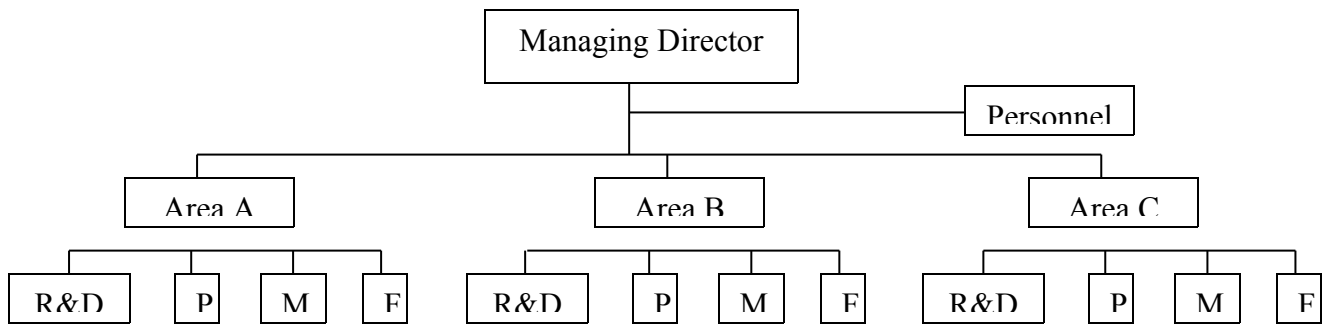 Managing Director
Personnel
Area A
Area B
Area C
R&D P M F R&D P M F R&D P M F